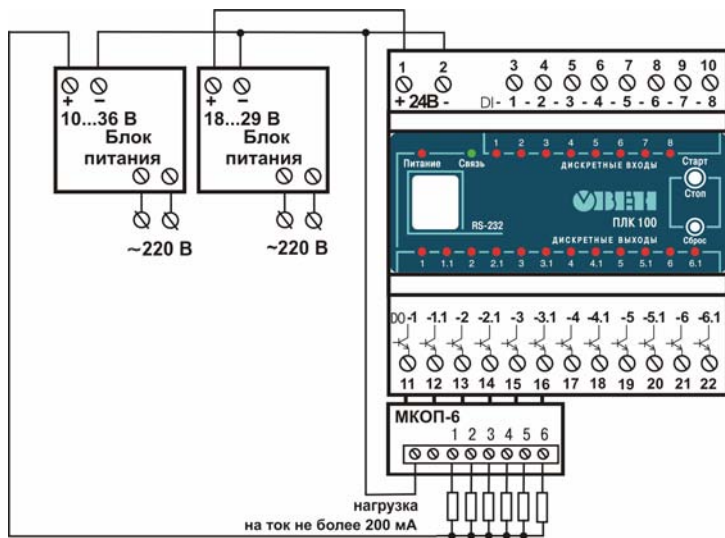 1 2 3 4 5 6 7 8 9 10
+ 24В - DI - 1 - 2 - 3 - 4 - 5 - 6 - 7 - 8
+ -
10...36 В
Блок
питания
~220 В
+ -
18...29 В
Блок
питания
~220 В
Питание Связь 1 2 3 4 5 6 7 8
ДИСКРЕТНЫЕ ВХОДЫ
Старт
Стоп
ОВЕН
ПЛК 100
RS-232
ДИСКРЕТНЫЕ ВЫХОДЫ
Сброс
1 1.1 2 2.1 3 3.1 4 4.1 5 5.1 6 6.1
DO -1 -1.1 -2 -2.1 -3 -3.1 -4 -4.1 -5 -5.1 -6 -6.1
11 12 13 14 15 16 17 18 19 20 21 22
МКОП-6
1 2 3 4 5 6
нагрузка
на ток не более 200 мА